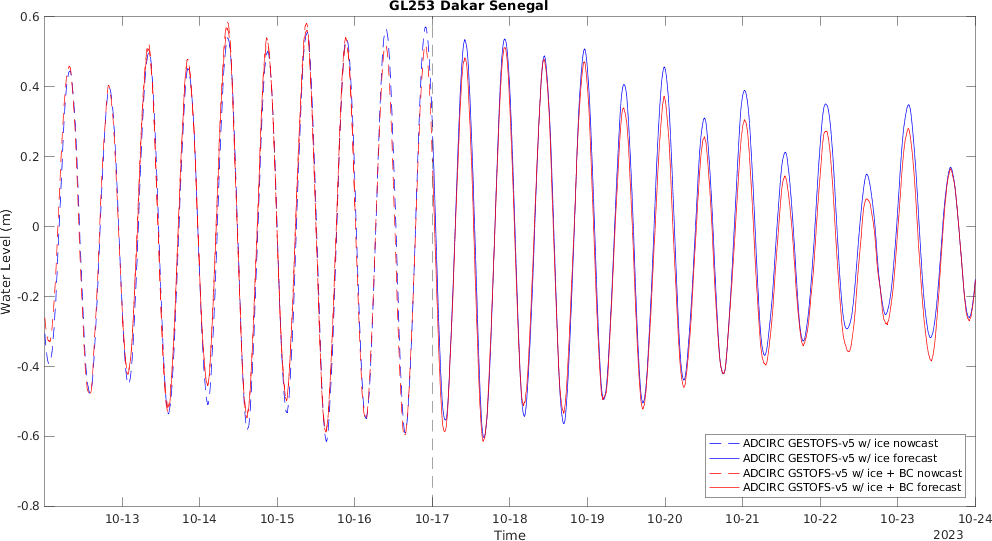 GL253 Dakar Senegal
0.6
0.4
0.2
0
-0.2
-0.4
-0.6
-0.8
Water Level (m)
ADCIRC GESTOFS-v5 w/ ice nowcast
ADCIRC GESTOFS-v5 w/ ice forecast
ADCIRC GSTOFS-v5 w/ ice + BC nowcast
ADCIRC GSTOFS-v5 w/ ice + BC forecast
10-13 10-14 10-15 10-16 10-17 10-18 10-19 10-20 10-21 10-22 10-23 10-24
Time
2023